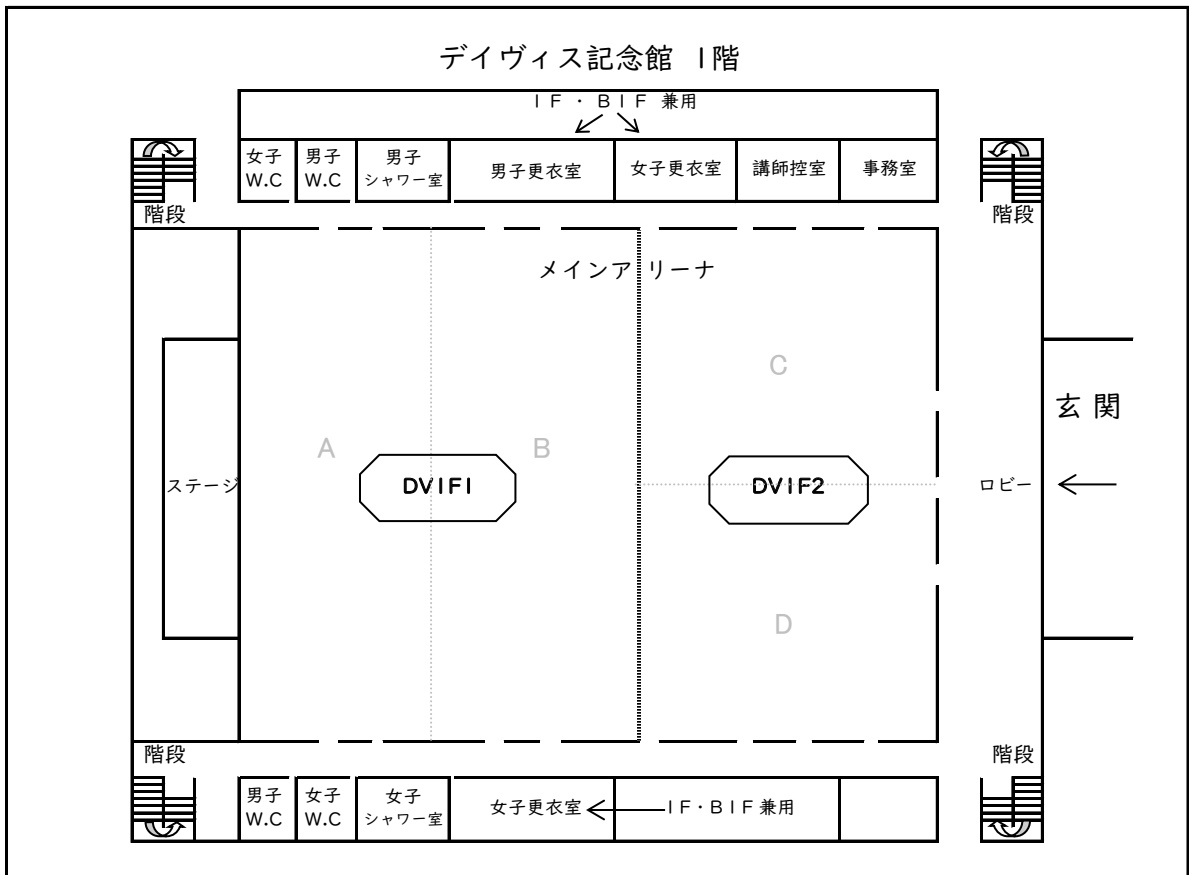 デイヴィス記念館 1階
1F・B1F 兼用
女子
W.C
男子
W.C
男子
シャワー室
男子更衣室
女子更衣室
講師控室
事務室
階段
階段
メインアリーナ
C
玄関
A
B
ステージ
DV1F1
DV1F2
ロビー
D
階段
階段
男子
W.C
女子
W.C
女子
シャワー室
女子更衣室
1F・B1F兼用